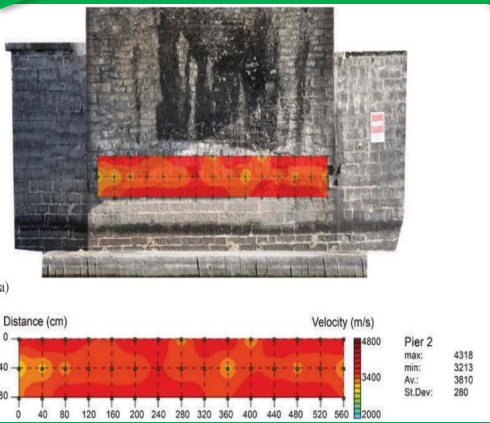 a)
Distance (cm)
Velocity (m/s)
0
40
80
0 40 80 120 160 200 240 280 320 360 400 440 480 520 560
4800
3400
2000
Pier 2
max: 4318
min: 3213
Av.: 3810
St.Dev: 280